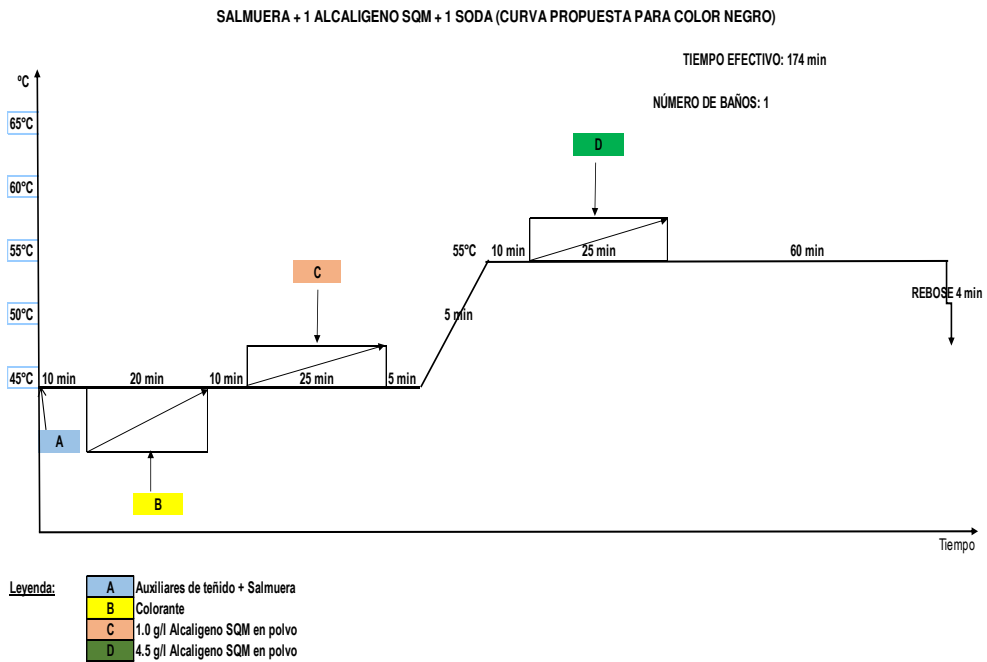 SALMUERA + 1 ALCALIGENO SQM + 1 SODA (CURVA PROPUESTA PARA COLOR NEGRO)
TIEMPO EFECTIVO: 174 min
ºC
NÚMERO DE BAÑOS: 1
65ºC
D
60ºC
55ºC
55ºC
10 min
25 min
60 min
C
REBOSE 4 min
50ºC
5 min
45ºC
10 min
20 min
10 min
25 min
5 min
A
B
Tiempo
Leyenda:
A Auxiliares de teñido + Salmuera
B Colorante
C 1.0 g/l Alcaligeno SQM en polvo
D 4.5 g/l Alcaligeno SQM en polvo